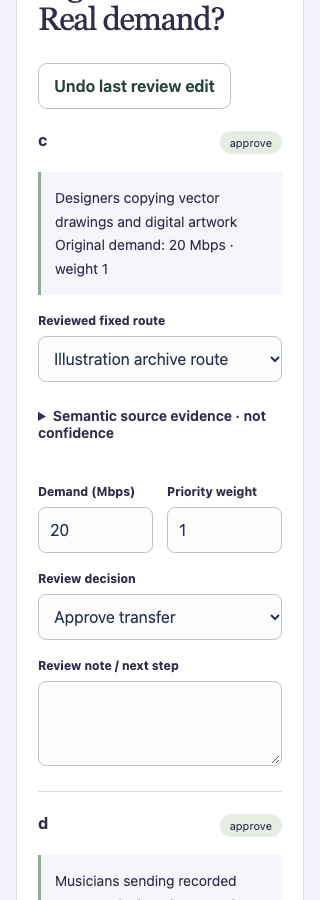 Real demand?
Undo last review edit
c
approve
Designers copying vector
drawings and digital artwork
Original demand: 20 Mbps ·
weight 1
Reviewed fixed route
Illustration archive route
▶ Semantic source evidence · not
confidence
Demand (Mbps) Priority weight
20 1
Review decision
Approve transfer
Review note / next step
d
approve
Musicians sending recorded